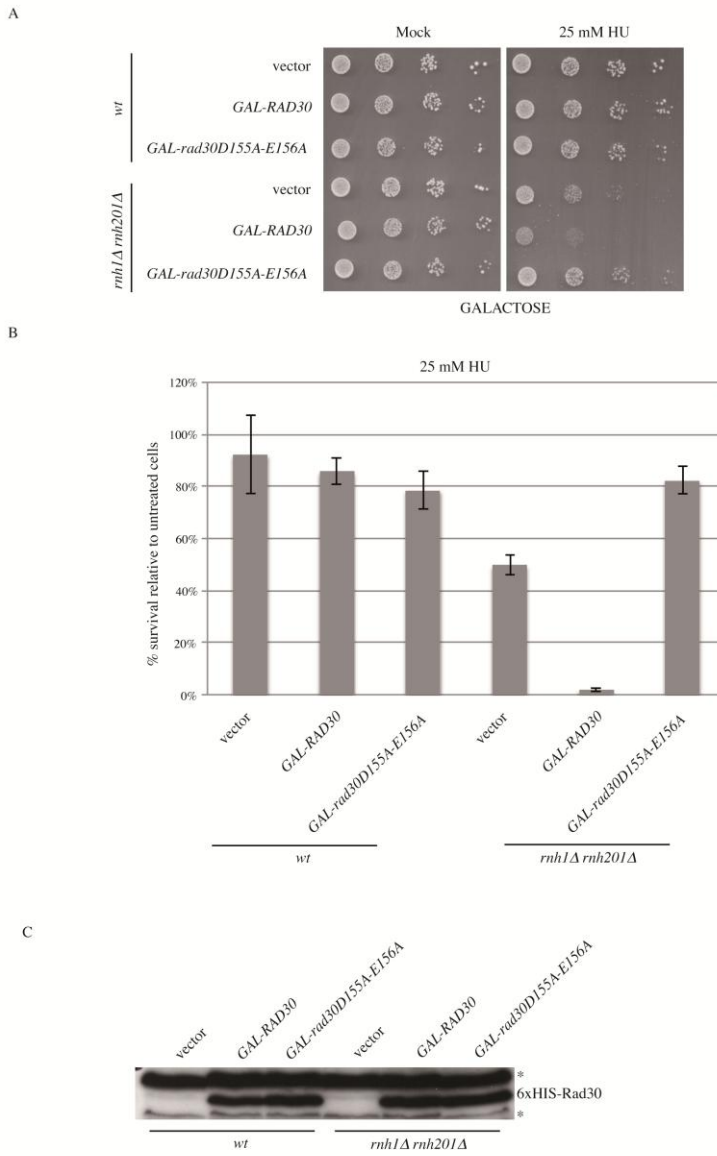 A
Mock 25 mM HU
vector
GAL-RAD30
GAL-rad30D155A-E156A
wt
vector
GAL-RAD30
GAL-rad30D155A-E156A
rnh1Δ rnh201Δ
GALACTOSE
B
25 mM HU
% survival relative to untreated cells
120%
100%
80%
60%
40%
20%
0%
vector
GAL-RAD30
GAL-rad30D155A-E156A
vector
GAL-RAD30
GAL-rad30D155A-E156A
wt
rnh1Δ rnh201Δ
C
vector
GAL-RAD30
GAL-rad30D155A-E156A
vector
GAL-RAD30
GAL-rad30D155A-E156A
*
6xHIS-Rad30
*
wt
rnh1Δ rnh201Δ